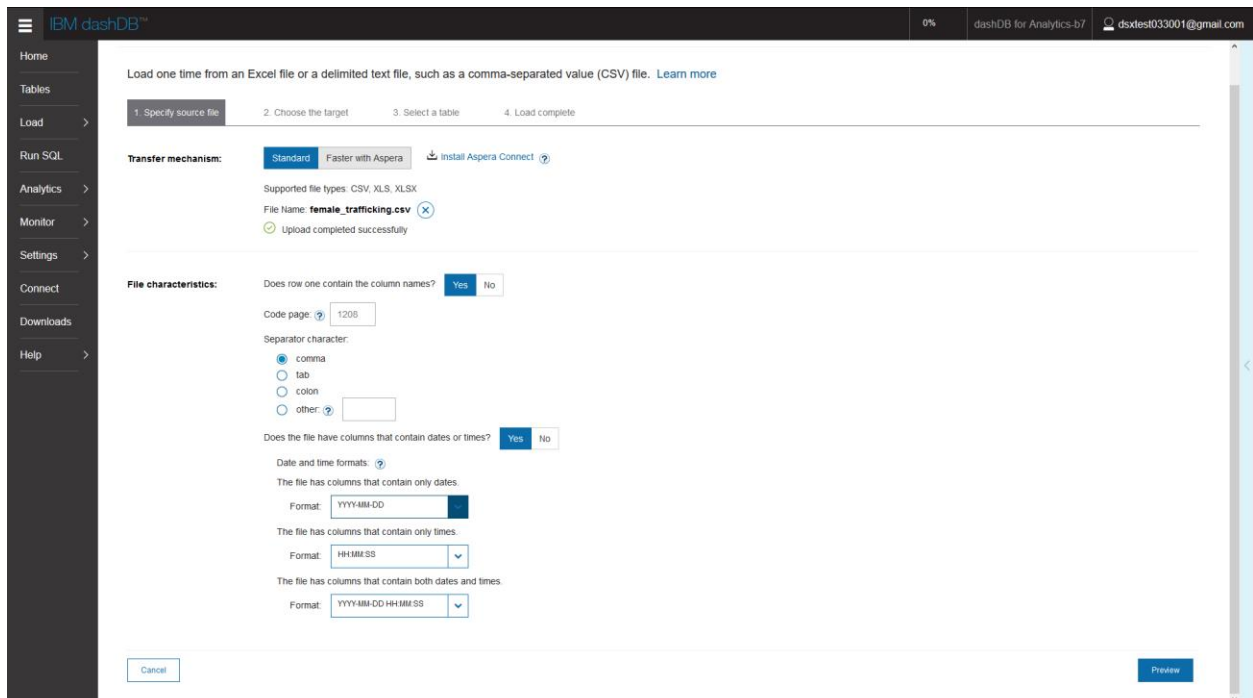 IBM dashDB™
0%
dashDB for Analytics-b7
dsxtest033001@gmail.com
Home
Tables
Load
Run SQL
Analytics
Monitor
Settings
Connect
Downloads
Help
Load one time from an Excel file or a delimited text file, such as a comma-separated value (CSV) file. Learn more
1. Specify source file
2. Choose the target
3. Select a table
4. Load complete
Transfer mechanism:
Standard
Faster with Aspera
Install Aspera Connect ?
Supported file types: CSV, XLS, XLSX
File Name: female_trafficking.csv
Upload completed successfully
File characteristics:
Does row one contain the column names? Yes No
Code page: ? 1208
Separator character:
comma
tab
colon
other: ?
Does the file have columns that contain dates or times? Yes No
Date and time formats: ?
The file has columns that contain only dates.
Format: YYYY-MM-DD
The file has columns that contain only times.
Format: HH:MM:SS
The file has columns that contain both dates and times.
Format: YYYY-MM-DD HH:MM:SS
Cancel
Preview